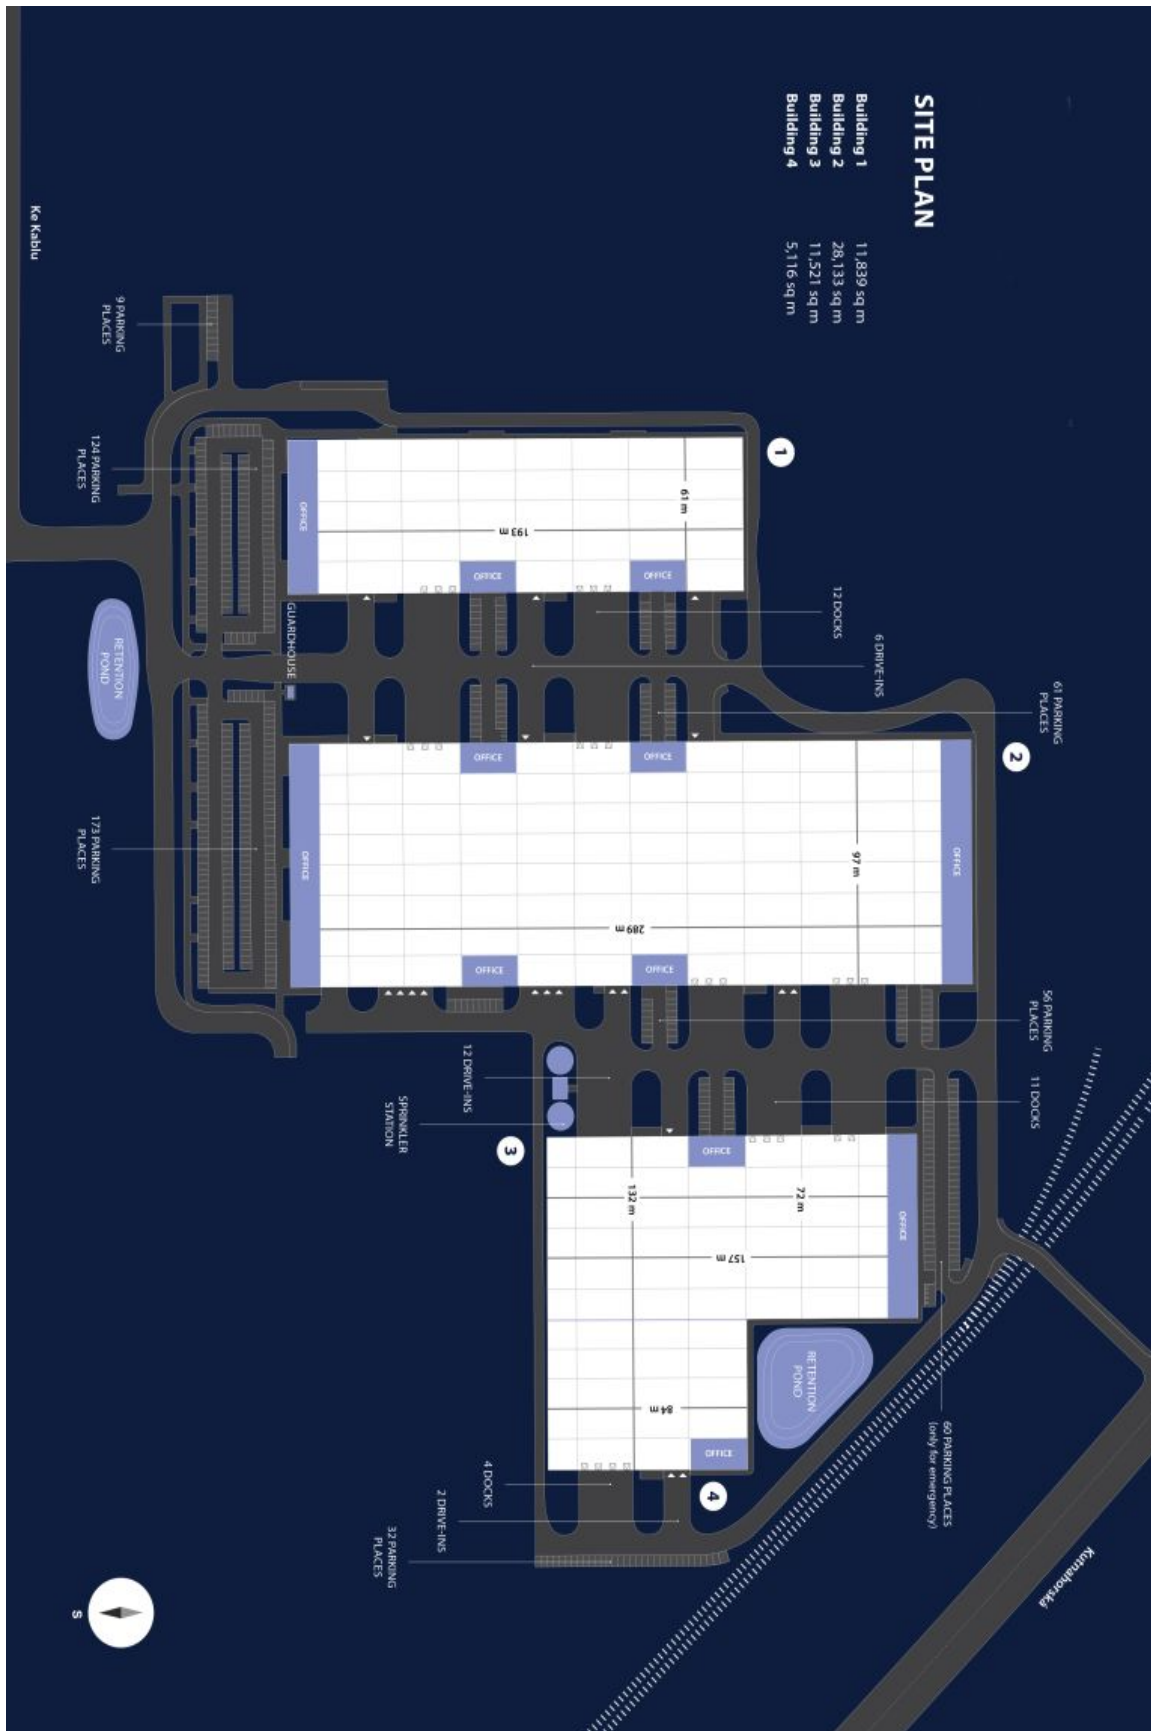 SITE PLAN
Building 1 11,839 sq m
Building 2 28,133 sq m
Building 3 11,521 sq m
Building 4 5,116 sq m
Ke Kablu
9 PARKING
PLACES
124 PARKING
PLACES
RETENTION
POND
173 PARKING
PLACES
GUARDHOUSE
1
OFFICE
61 m
193 m
OFFICE
OFFICE
12 DOCKS
6 DRIVE-INS
61 PARKING
PLACES
2
OFFICE
OFFICE
OFFICE
OFFICE
97 m
289 m
OFFICE
OFFICE
56 PARKING
PLACES
11 DOCKS
12 DRIVE-INS
SPRINKLER
STATION
3
OFFICE
OFFICE
132 m
72 m
157 m
84 m
OFFICE
RETENTION
POND
60 PARKING PLACES
(only for emergency)
4
4 DOCKS
2 DRIVE-INS
32 PARKING
PLACES
Kutnahorská
S